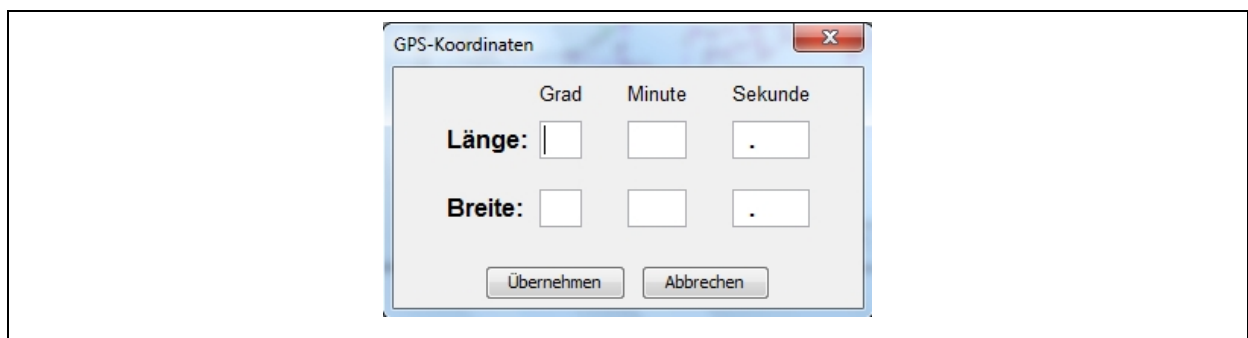 GPS-Koordinaten
Grad Minute Sekunde
Länge: .
Breite: .
Übernehmen Abbrechen